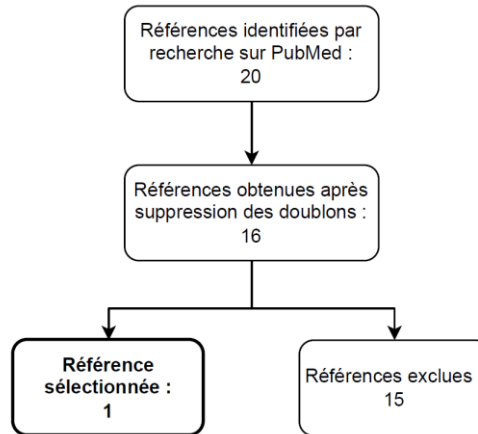 Références identifiées par
recherche sur PubMed :
20
Références obtenues après
suppression des doublons :
16
Référence
sélectionnée :
1
Références exclues
15